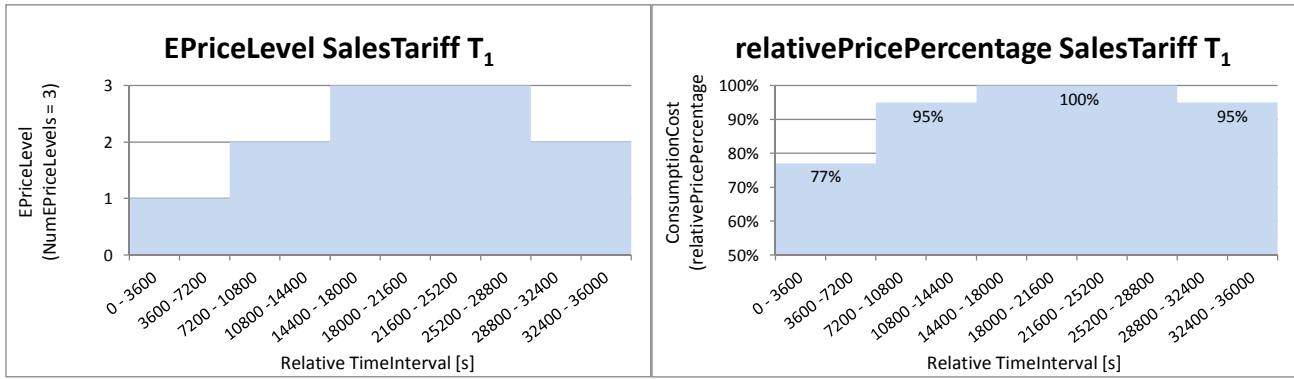 EPriceLevel SalesTariff T₁
EPriceLevel
(NumEPriceLevels = 3)
3
2
1
0
0 - 3600
3600 -7200
7200 - 10800
10800 -14400
14400 - 18000
18000 - 21600
21600 - 25200
25200 - 28800
28800 - 32400
32400 - 36000
Relative TimeInterval [s]
relativePricePercentage SalesTariff T₁
ConsumptionCost
(relativePricePercentage
100%
90%
80%
70%
60%
50%
77%
95%
100%
95%
0 - 3600
3600 -7200
7200 - 10800
10800 -14400
14400 - 18000
18000 - 21600
21600 - 25200
25200 - 28800
28800 - 32400
32400 - 36000
Relative TimeInterval [s]